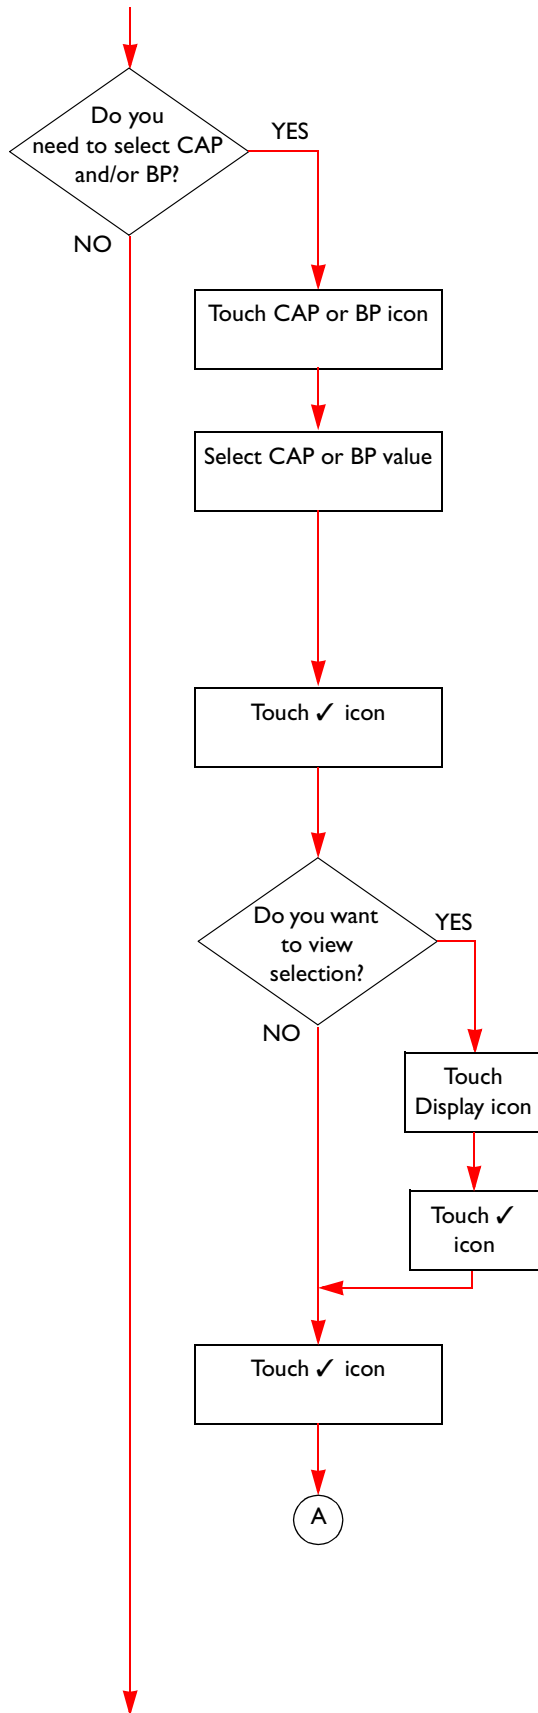 Do you
need to select CAP
and/or BP?
YES
NO
Touch CAP or BP icon
Select CAP or BP value
Touch ✓ icon
Do you want
to view
selection?
YES
NO
Touch
Display icon
Touch ✓
icon
Touch ✓ icon
A